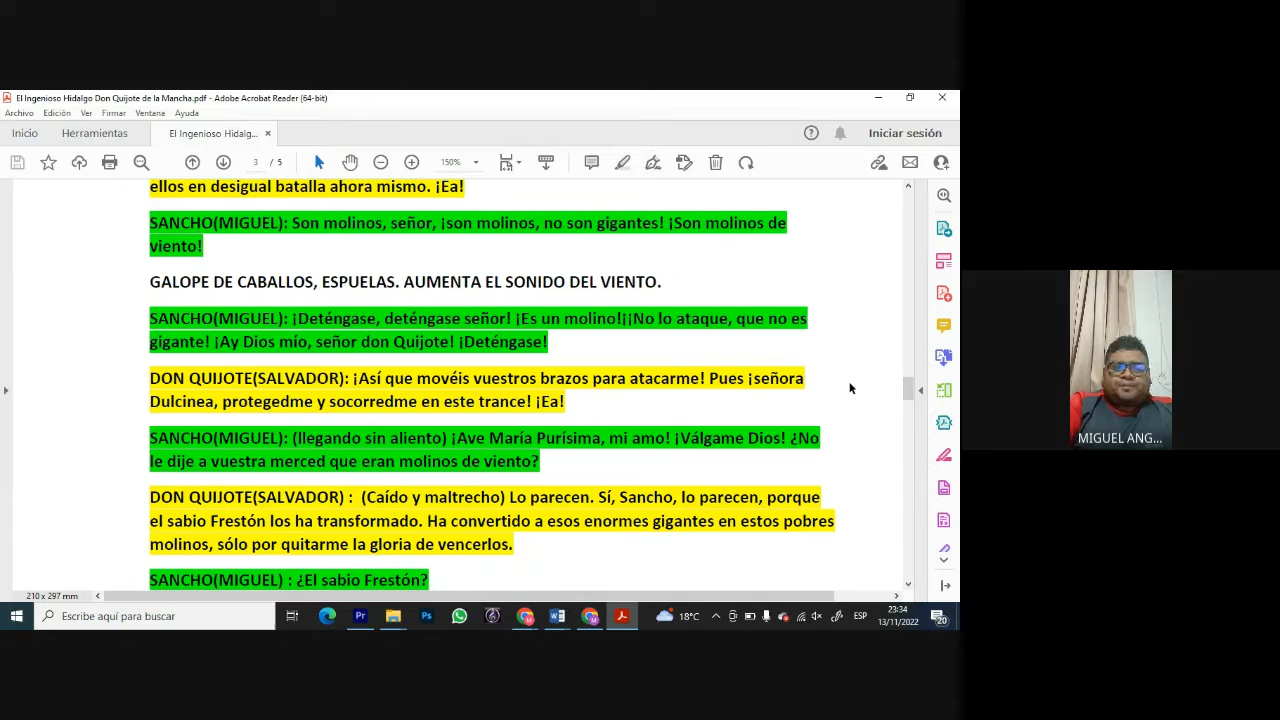 El Ingenioso Hidalgo Don Quijote de la Mancha.pdf - Adobe Acrobat Reader (64-bit)
Archivo Edición Ver Firmar Ventana Ayuda
Inicio Herramientas El Ingenioso Hidalg... Iniciar sesión
3 / 5 150%
ellos en desigual batalla ahora mismo. ¡Ea!
SANCHO(MIGUEL): Son molinos, señor, ¡son molinos, no son gigantes! ¡Son molinos de
viento!
GALOPE DE CABALLOS, ESPUELAS. AUMENTA EL SONIDO DEL VIENTO.
SANCHO(MIGUEL): ¡Deténgase, deténgase señor! ¡Es un molino!¡¡No lo ataque, que no es
gigante! ¡Ay Dios mío, señor don Quijote! ¡Deténgase!
DON QUIJOTE(SALVADOR): ¡Así que movéis vuestros brazos para atacarme! Pues ¡señora
Dulcinea, protegedme y socorredme en este trance! ¡Ea!
SANCHO(MIGUEL): (llegando sin aliento) ¡Ave María Purísima, mi amo! ¡Válgame Dios! ¿No
le dije a vuestra merced que eran molinos de viento?
DON QUIJOTE(SALVADOR) : (Caído y maltrecho) Lo parecen. Sí, Sancho, lo parecen, porque
el sabio Frestón los ha transformado. Ha convertido a esos enormes gigantes en estos pobres
molinos, sólo por quitarme la gloria de vencerlos.
SANCHO(MIGUEL) : ¿El sabio Frestón?
210 x 297 mm
Escribe aquí para buscar
Pr
Ps
18°C
ESP
23:34
13/11/2022
20
MIGUEL ANG...